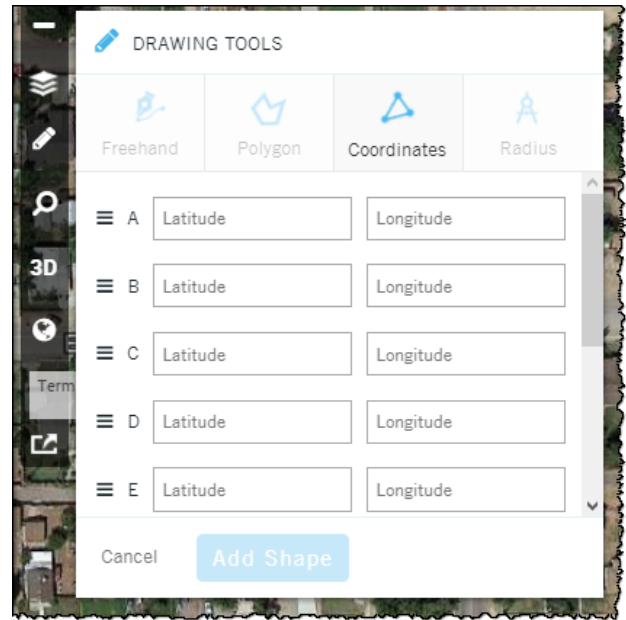 DRAWING TOOLS
Freehand Polygon Coordinates Radius
A Latitude Longitude
B Latitude Longitude
3D
C Latitude Longitude
Term
D Latitude Longitude
E Latitude Longitude
Cancel Add Shape